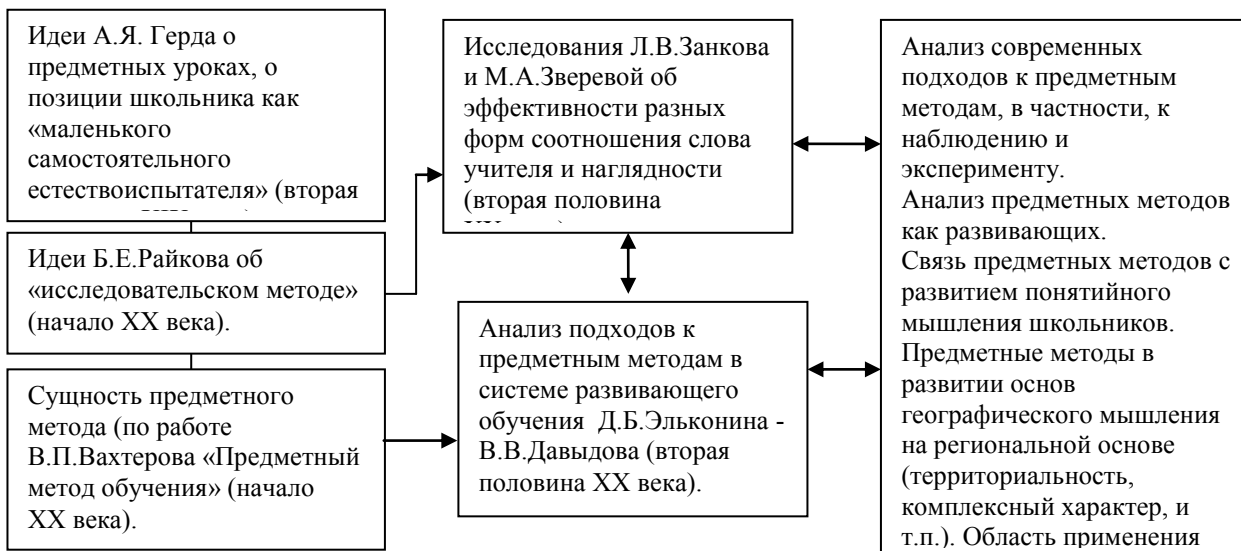 Идеи А.Я. Герда о
предметных уроках, о
позиции школьника как
«маленького
самостоятельного
естествоиспытателя» (вторая
Идеи Б.Е.Райкова об
«исследовательском методе»
(начало XX века).
Сущность предметного
метода (по работе
В.П.Вахтерова «Предметный
метод обучения» (начало
XX века).
Исследования Л.В.Занкова
и М.А.Зверевой об
эффективности разных
форм соотношения слова
учителя и наглядности
(вторая половина
Анализ подходов к
предметным методам в
системе развивающего
обучения Д.Б.Эльконина -
В.В.Давыдова (вторая
половина XX века).
Анализ современных
подходов к предметным
методам, в частности, к
наблюдению и
эксперименту.
Анализ предметных методов
как развивающих.
Связь предметных методов с
развитием понятийного
мышления школьников.
Предметные методы в
развитии основ
географического мышления
на региональной основе
(территориальность,
комплексный характер, и
т.п.). Область применения